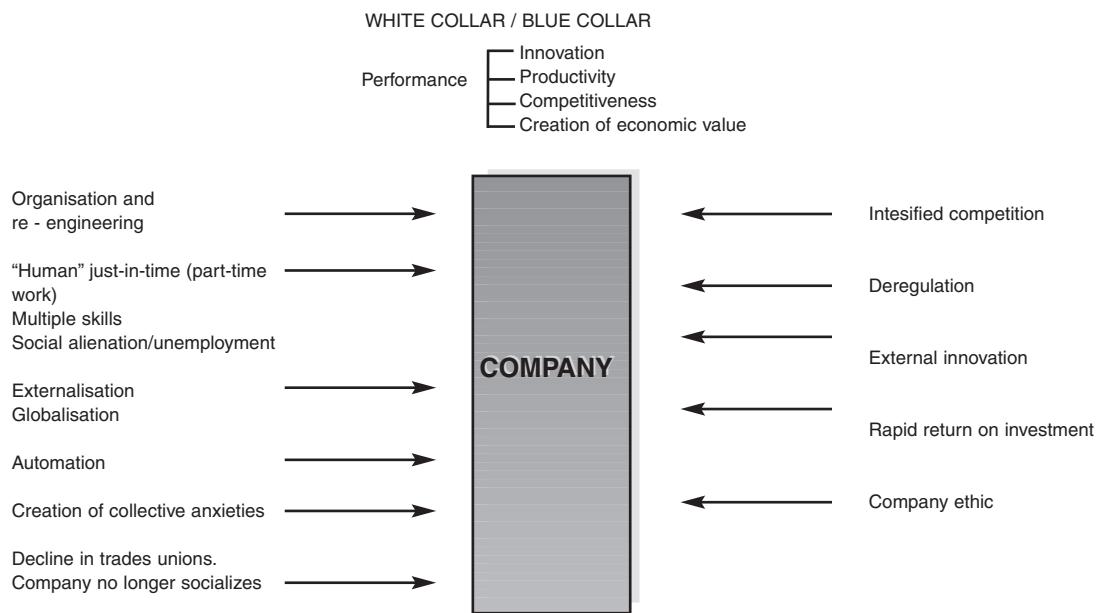 WHITE COLLAR / BLUE COLLAR
Performance
Innovation
Productivity
Competitiveness
Creation of economic value
Organisation and
re - engineering
“Human” just-in-time (part-time
work)
Multiple skills
Social alienation/unemployment
Externalisation
Globalisation
Automation
Creation of collective anxieties
Decline in trades unions.
Company no longer socializes
COMPANY
Intesified competition
Deregulation
External innovation
Rapid return on investment
Company ethic